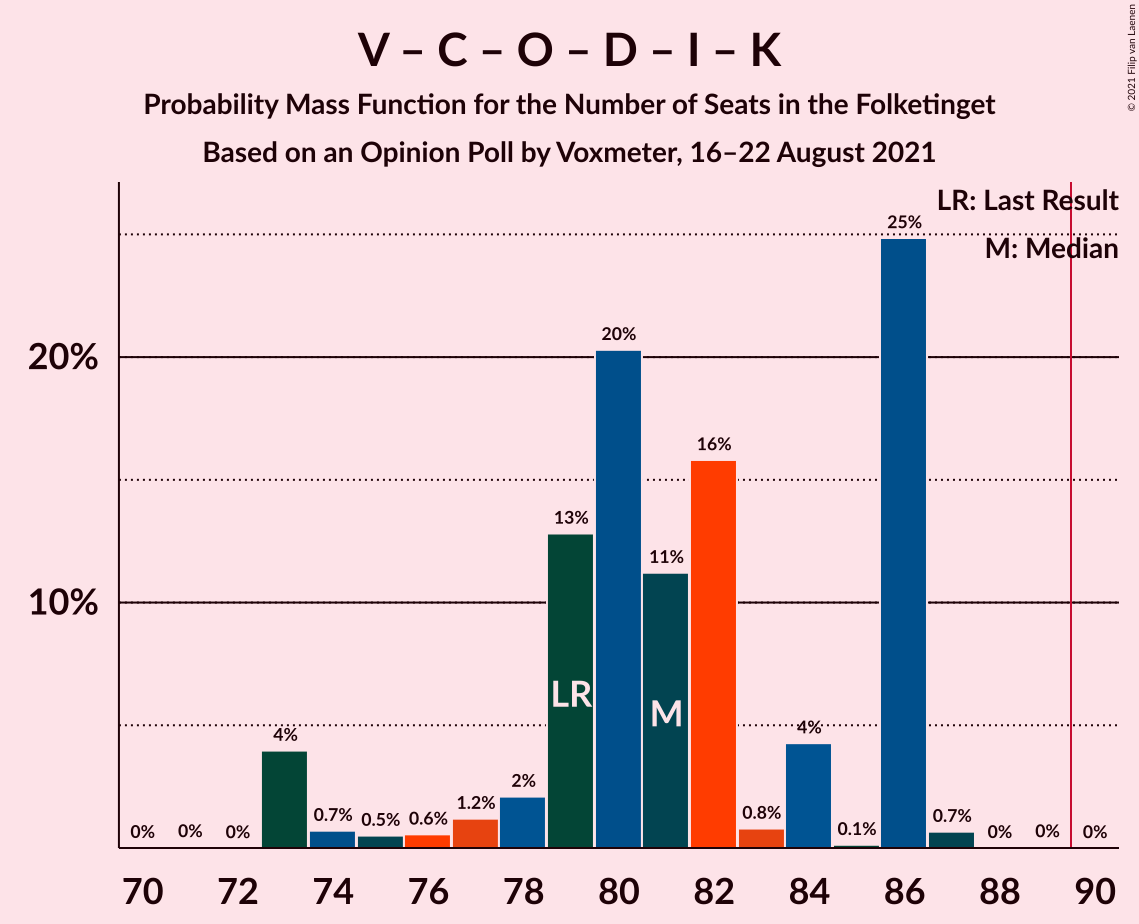 V – C – O – D – I – K
Probability Mass Function for the Number of Seats in the Folketinget
Based on an Opinion Poll by Voxmeter, 16–22 August 2021
© 2021 Filip van Laenen
LR: Last Result
M: Median
20%
10%
0%
0%
0%
4%
0.7%
0.5%
0.6%
1.2%
2%
13%
20%
11%
16%
0.8%
4%
0.1%
25%
0.7%
0%
0%
0%
LR
M
70 72 74 76 78 80 82 84 86 88 90